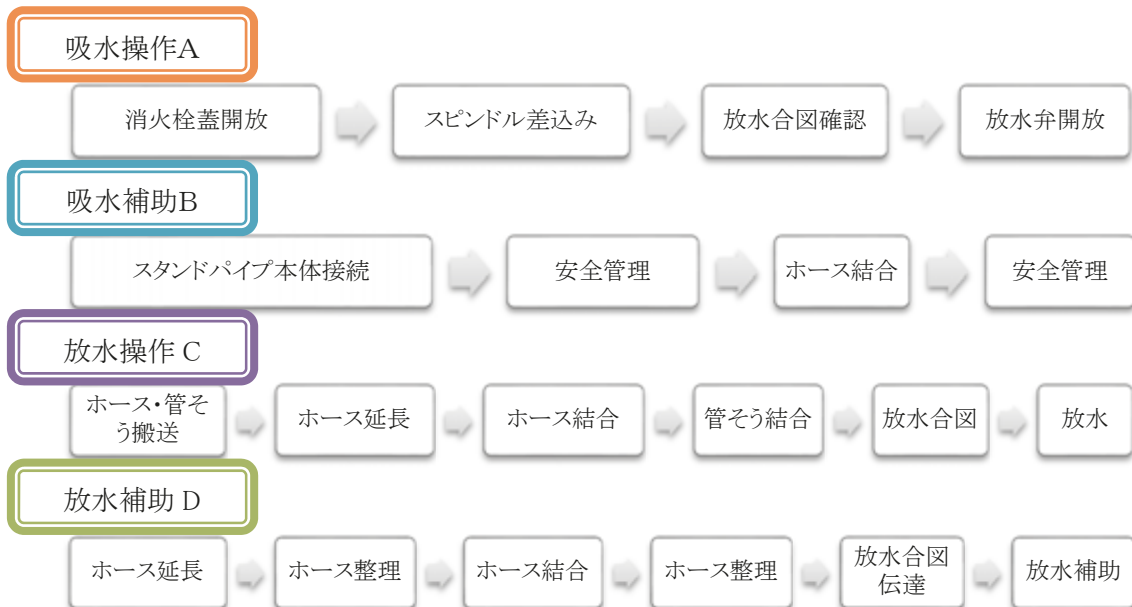 吸水操作A
消火栓蓋開放
スピンドル差込み
放水合図確認
放水弁開放
吸水補助B
スタンドパイプ本体接続
安全管理
ホース結合
安全管理
放水操作 C
ホース・管そ
う搬送
ホース延長
ホース結合
管そう結合
放水合図
放水
放水補助 D
ホース延長
ホース整理
ホース結合
ホース整理
放水合図
伝達
放水補助